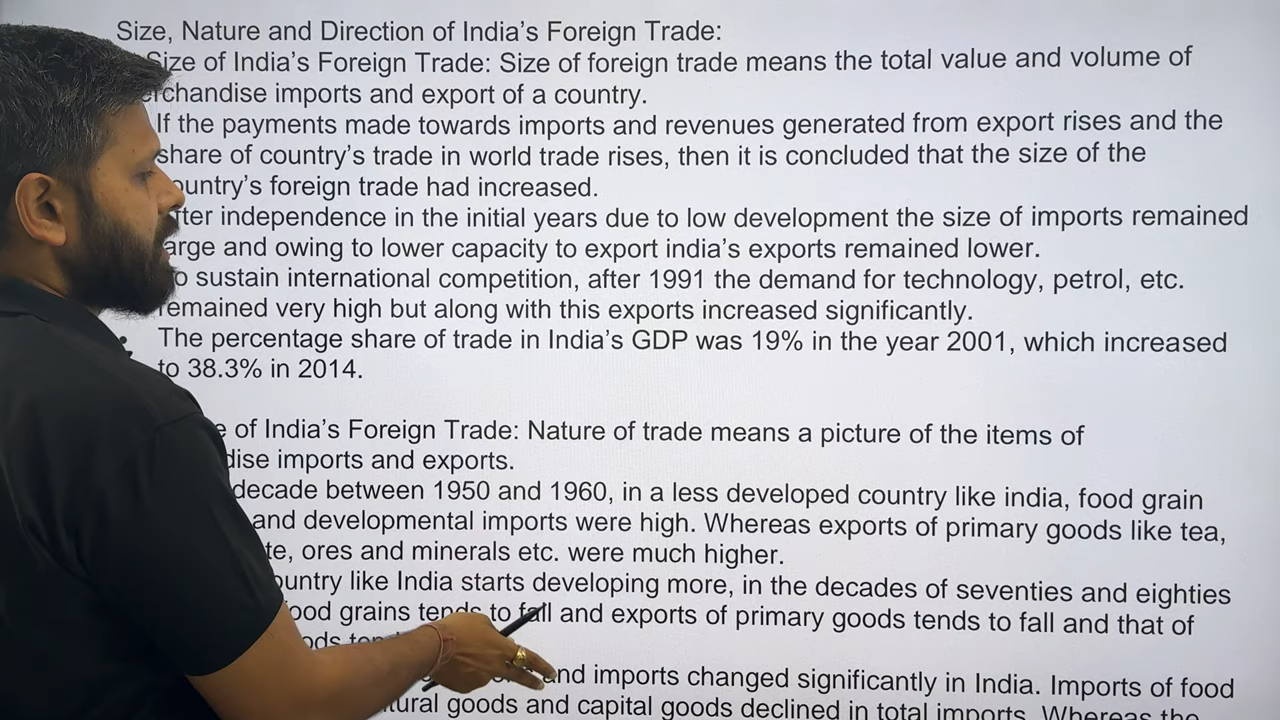 Size, Nature and Direction of India’s Foreign Trade:
Size of India’s Foreign Trade: Size of foreign trade means the total value and volume of
imports and export of a country.
If the payments made towards imports and revenues generated from export rises and the
share of country’s trade in world trade rises, then it is concluded that the size of the
foreign trade had increased.
independence in the initial years due to low development the size of imports remained
and owing to lower capacity to export india’s exports remained lower.
sustain international competition, after 1991 the demand for technology, petrol, etc.
remained very high but along with this exports increased significantly.
The percentage share of trade in India’s GDP was 19% in the year 2001, which increased
to 38.3% in 2014.
of India’s Foreign Trade: Nature of trade means a picture of the items of
imports and exports.
decade between 1950 and 1960, in a less developed country like india, food grain
and developmental imports were high. Whereas exports of primary goods like tea,
ores and minerals etc. were much higher.
like India starts developing more, in the decades of seventies and eighties
food grains tends to fall and exports of primary goods tends to fall and that of
and imports changed significantly in India. Imports of food
goods and capital goods declined in total imports. Whereas the